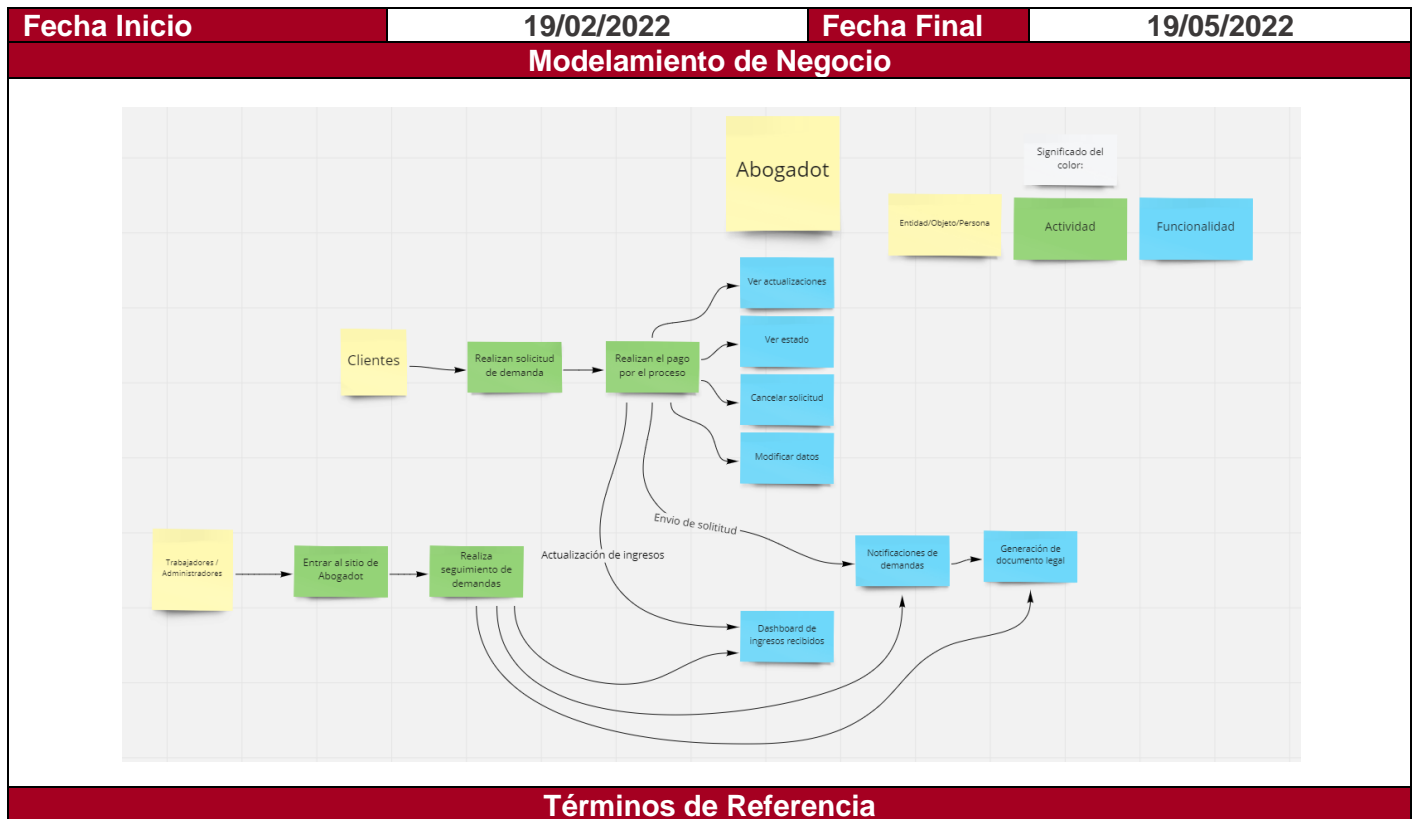 Fecha Inicio
19/02/2022
Fecha Final
19/05/2022
Modelamiento de Negocio
Abogadot
Significado del
color:
Entidad/Objeto/Persona
Actividad
Funcionalidad
Ver actualizaciones
Clientes
Realizan solicitud
de demanda
Realizan el pago
por el proceso
Ver estado
Cancelar solicitud
Modificar datos
Envio de solititud
Trabajadores /
Administradores
Entrar al sitio de
Abogadot
Realiza
seguimiento de
demandas
Actualización de ingresos
Notificaciones de
demandas
Generación de
documento legal
Dashboard de
ingresos recibidos
Términos de Referencia